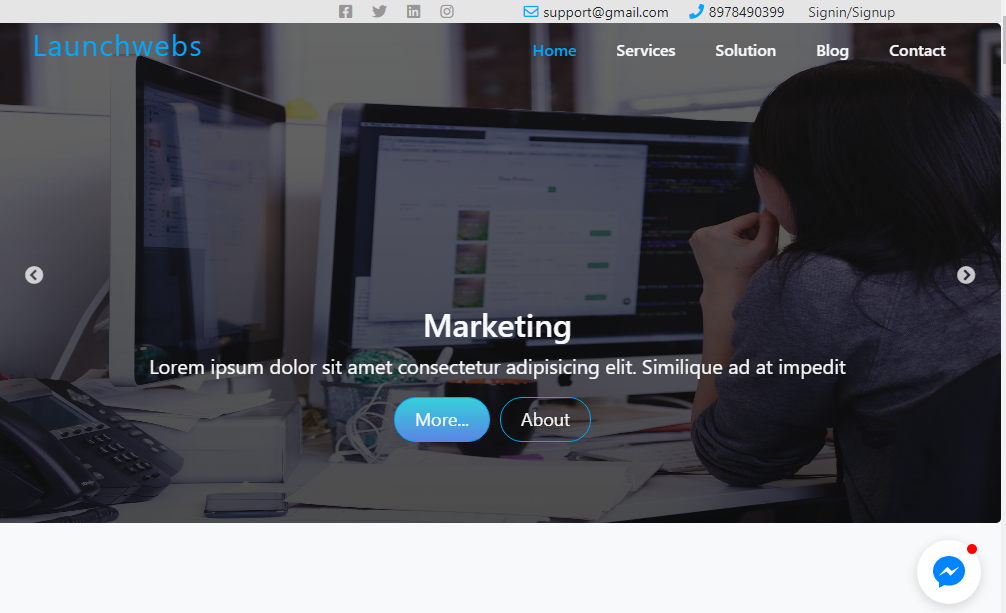 support@gmail.com 8978490399 Signin/Signup
Launchwebs
Home Services Solution Blog Contact
Marketing
Lorem ipsum dolor sit amet consectetur adipisicing elit. Similique ad at impedit
More... About